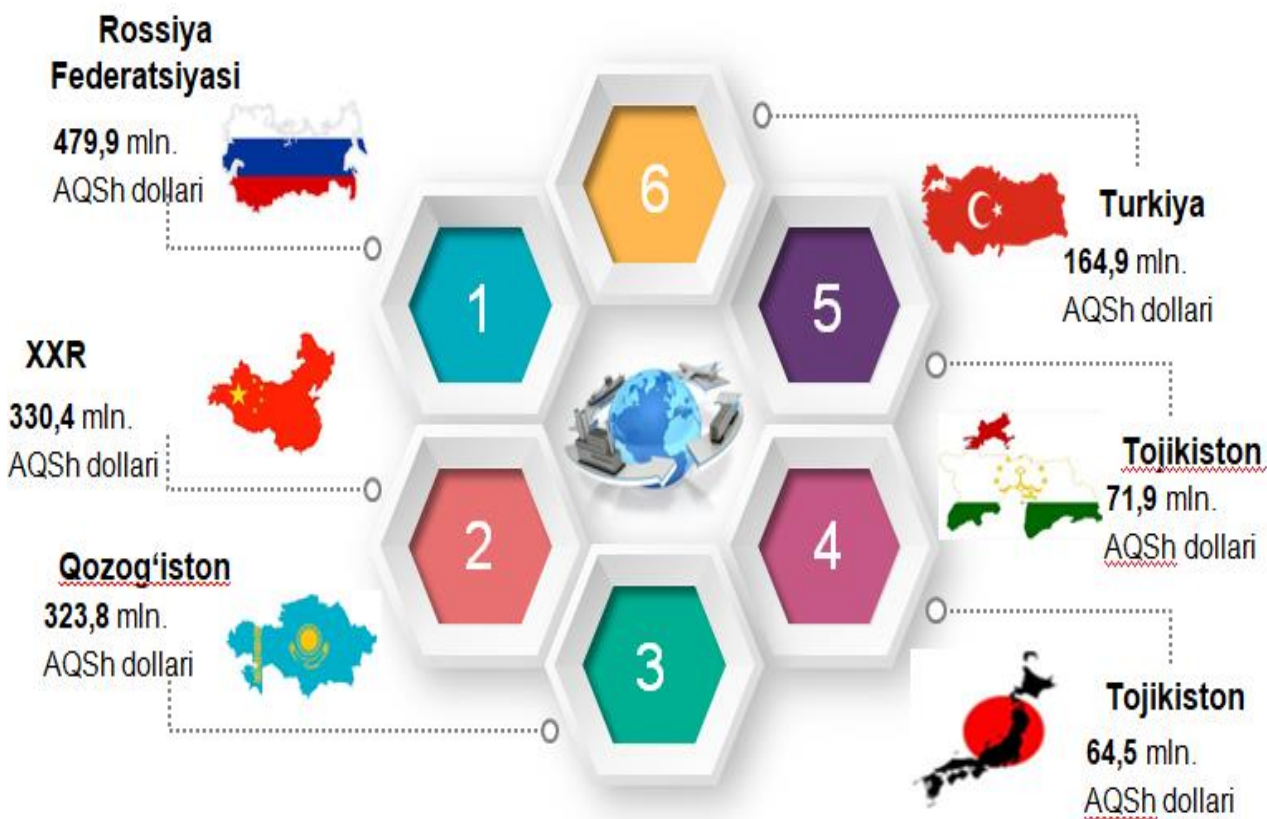 Rossiya
Federatsiyasi
479,9 mln.
AQSh dollari
XXR
330,4 mln.
AQSh dollari
Qozog‘iston
323,8 mln.
AQSh dollari
6
1
5
2
4
3
Turkiya
164,9 mln.
AQSh dollari
Tojikiston
71,9 mln.
AQSh dollari
Tojikiston
64,5 mln.
AQSh dollari